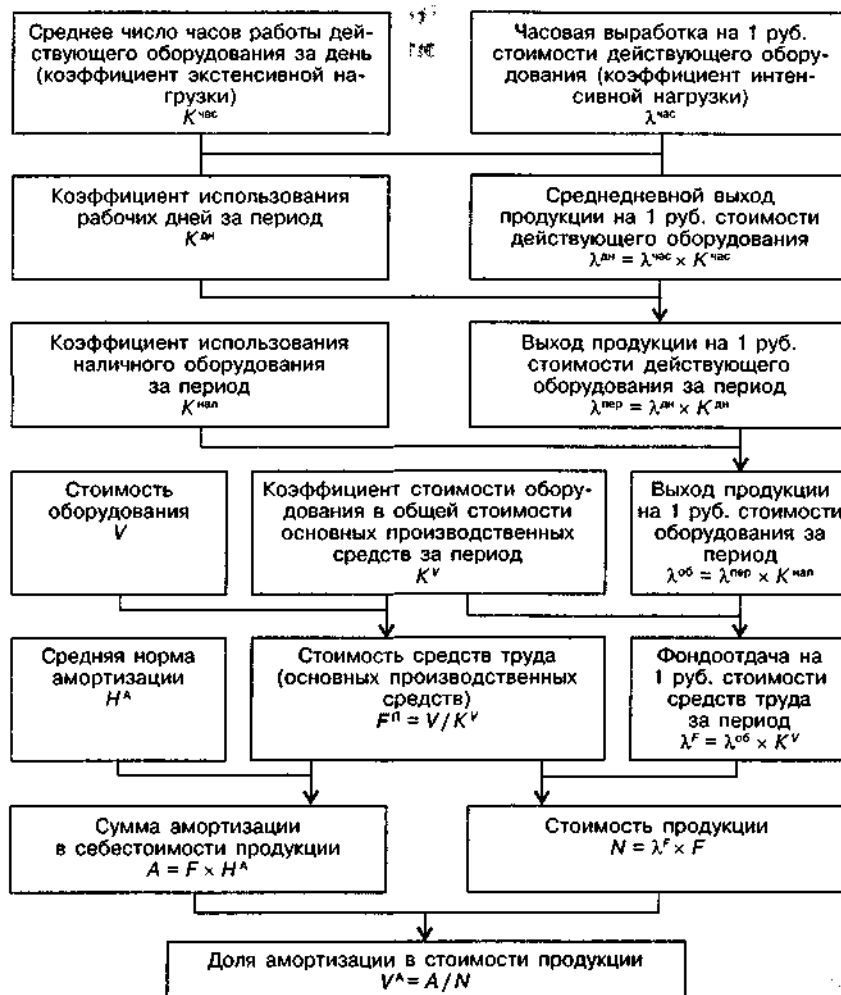 Среднее число часов работы дей-
ствующего оборудования за день
(коэффициент экстенсивной на-
грузки)
K^час
Часовая выработка на 1 руб.
стоимости действующего обору-
дования (коэффициент интен-
сивной нагрузки)
λ^час
Коэффициент использования
рабочих дней за период
K^дн
Среднедневной выход
продукции на 1 руб. стоимости
действующего оборудования
λ^дн = λ^час × K^час
Коэффициент использования
наличного оборудования
за период
K^нал
Выход продукции на 1 руб.
стоимости действующего
оборудования за период
λ^пер = λ^дн × K^дн
Стоимость
оборудования
V
Коэффициент стоимости обору-
дования в общей стоимости
основных производственных
средств за период
K^V
Выход продукции
на 1 руб. стоимости
оборудования за
период
λ^об = λ^пер × K^нал
Средняя норма
амортизации
H^A
Стоимость средств труда
(основных производственных
средств)
F^П = V / K^V
Фондоотдача на
1 руб. стоимости
средств труда
за период
λ^F = λ^об × K^V
Сумма амортизации
в себестоимости продукции
A = F × H^A
Стоимость продукции
N = λ^F × F
Доля амортизации в стоимости продукции
V^A = A / N